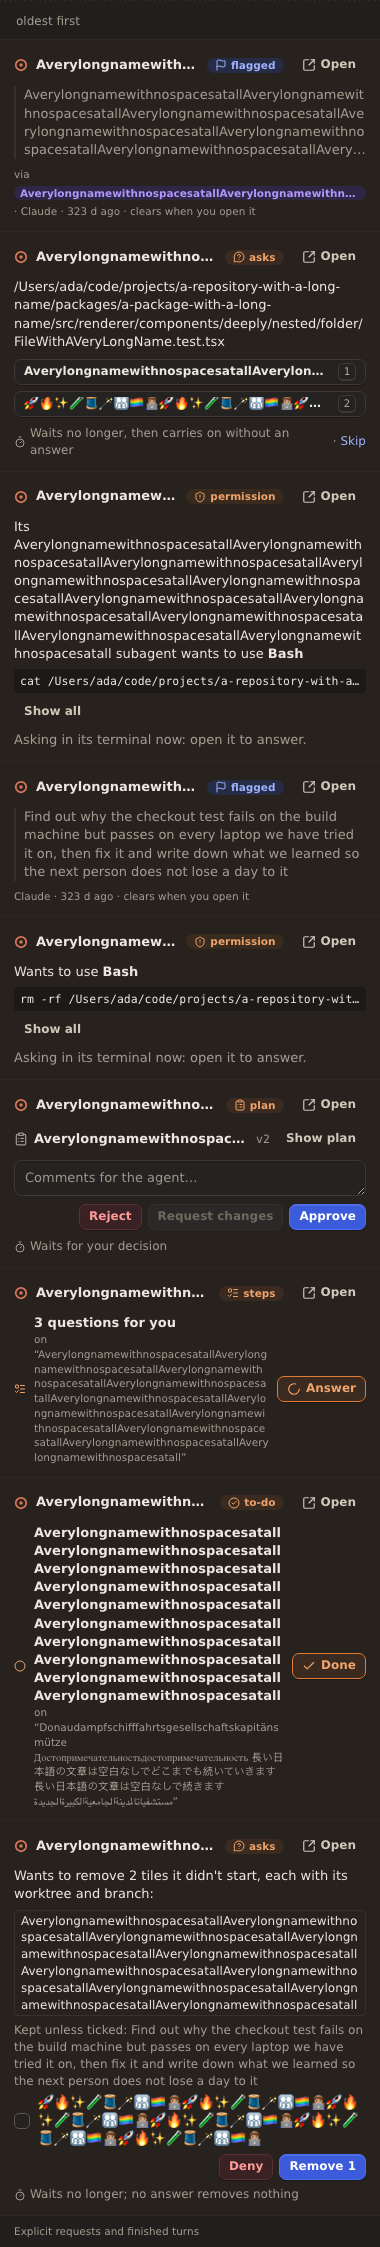 oldest first
Averylongnamewith... flagged Open
AverylongnamewithnospacesatallAverylongnamewit
hnospacesatallAverylongnamewithnospacesatallAve
rylongnamewithnospacesatallAverylongnamewithno
spacesatallAverylongnamewithnospacesatallAvery...
via
AverylongnamewithnospacesatallAverylongnamewithn...
· Claude · 323 d ago · clears when you open it
Averylongnamewithno... asks Open
/Users/ada/code/projects/a-repository-with-a-long-
name/packages/a-package-with-a-long-
name/src/renderer/components/deeply/nested/folder/
FileWithAVeryLongName.test.tsx
AverylongnamewithnospacesatallAverylon... 1
🚀🔥✨🧪🧵🪄 ... 2
Waits no longer, then carries on without an
answer · Skip
Averylongnamew... permission Open
Its
AverylongnamewithnospacesatallAverylongnamewith
nospacesatallAverylongnamewithnospacesatallAveryl
ongnamewithnospacesatallAverylongnamewithnospa
cesatallAverylongnamewithnospacesatallAverylongna
mewithnospacesatallAverylongnamewithnospacesata
llAverylongnamewithnospacesatallAverylongnamewit
hnospacesatall subagent wants to use Bash
cat /Users/ada/code/projects/a-repository-with-a...
Show all
Asking in its terminal now: open it to answer.
Averylongnamewith... flagged Open
Find out why the checkout test fails on the build
machine but passes on every laptop we have tried
it on, then fix it and write down what we learned so
the next person does not lose a day to it
Claude · 323 d ago · clears when you open it
Averylongnamew... permission Open
Wants to use Bash
rm -rf /Users/ada/code/projects/a-repository-wit...
Show all
Asking in its terminal now: open it to answer.
Averylongnamewithno... plan Open
Averylongnamewithnospac... v2 Show plan
Comments for the agent...
Reject Request changes Approve
Waits for your decision
Averylongnamewithn... steps Open
3 questions for you
on
“AverylongnamewithnospacesatallAverylong
namewithnospacesatallAverylongnamewith
nospacesatallAverylongnamewithnospacesa
tallAverylongnamewithnospacesatallAverylo
ngnamewithnospacesatallAverylongnamewi
thnospacesatallAverylongnamewithnospace
satallAverylongnamewithnospacesatallAvery
longnamewithnospacesatall”
Answer
Averylongnamewithn... to-do Open
Averylongnamewithnospacesatall
Averylongnamewithnospacesatall
Averylongnamewithnospacesatall
Averylongnamewithnospacesatall
Averylongnamewithnospacesatall
Averylongnamewithnospacesatall
Averylongnamewithnospacesatall
Averylongnamewithnospacesatall
Averylongnamewithnospacesatall
Averylongnamewithnospacesatall
Done
on
“Donaudampfschifffahrtsgesellschaftskapitäns
mütze
Достопримечательностьдостопримечательность 長い日
本語の文章は空白なしでどこまでも続いていきます
長い日本語の文章は空白なしで続きます
مستشفياتالمدينةالجامعيةالكبيرةالجديدة”
Averylongnamewithno... asks Open
Wants to remove 2 tiles it didn't start, each with its
worktree and branch:
AverylongnamewithnospacesatallAverylongnamewithno
spacesatallAverylongnamewithnospacesatallAverylongn
amewithnospacesatallAverylongnamewithnospacesatall
AverylongnamewithnospacesatallAverylongnamewithno
spacesatallAverylongnamewithnospacesatallAverylongn
amewithnospacesatallAverylongnamewithnospacesatall
Kept unless ticked: Find out why the checkout test fails on
the build machine but passes on every laptop we have
tried it on, then fix it and write down what we learned so
the next person does not lose a day to it
Deny Remove 1
Waits no longer; no answer removes nothing
Explicit requests and finished turns